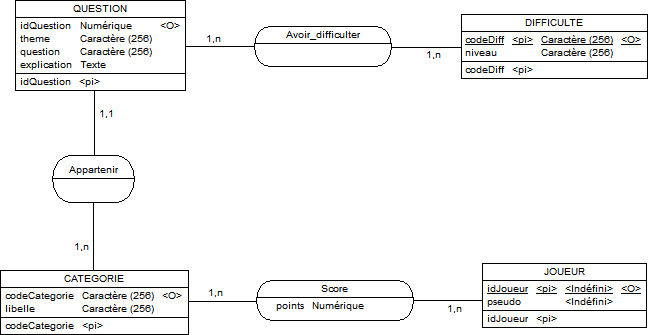 QUESTION
idQuestion Numérique <O>
theme Caractère (256)
question Caractère (256)
explication Texte
idQuestion <pi>
1,n
Avoir_difficulter
1,n
DIFFICULTE
codeDiff <pi> Caractère (256) <O>
niveau Caractère (256)
codeDiff <pi>
1,1
Appartenir
1,n
CATEGORIE
codeCategorie Caractère (256) <O>
libelle Caractère (256)
codeCategorie <pi>
1,n
Score
points Numérique
1,n
JOUEUR
idJoueur <pi> <Indéfini> <O>
pseudo <Indéfini>
idJoueur <pi>